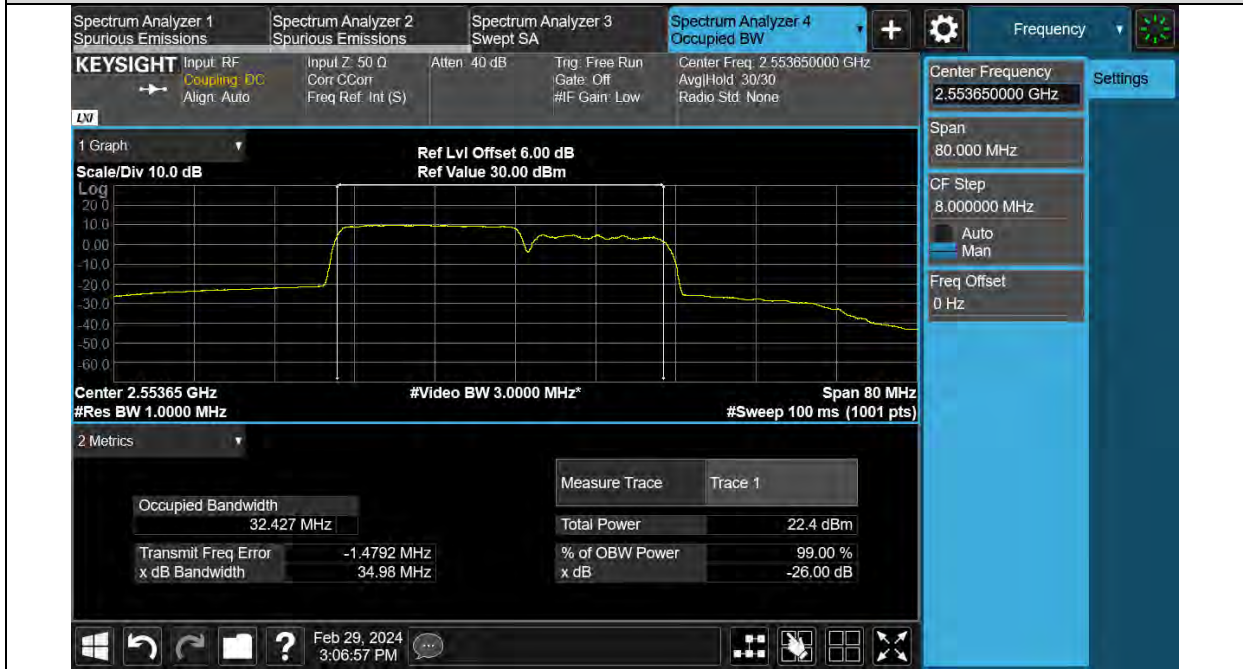 Spectrum Analyzer 1
Spurious Emissions
Spectrum Analyzer 2
Spurious Emissions
Spectrum Analyzer 3
Swept SA
Spectrum Analyzer 4
Occupied BW
+
Frequency
KEYSIGHT
LXI
Input: RF
Coupling: DC
Align: Auto
Input Z: 50 Ω
Corr CCorr
Freq Ref: Int (S)
Atten: 40 dB
Trig: Free Run
Gate: Off
#IF Gain: Low
Center Freq: 2.553650000 GHz
Avg|Hold: 30/30
Radio Std: None
Center Frequency
2.553650000 GHz
Settings
Span
80.000 MHz
CF Step
8.000000 MHz
Auto
Man
Freq Offset
0 Hz
1 Graph
Scale/Div 10.0 dB
Ref Lvl Offset 6.00 dB
Ref Value 30.00 dBm
Log
20.0
10.0
0.00
-10.0
-20.0
-30.0
-40.0
-50.0
-60.0
Center 2.55365 GHz
#Video BW 3.0000 MHz*
Span 80 MHz
#Res BW 1.0000 MHz
#Sweep 100 ms (1001 pts)
2 Metrics
Measure Trace Trace 1
Occupied Bandwidth
32.427 MHz
Total Power 22.4 dBm
Transmit Freq Error -1.4792 MHz
% of OBW Power 99.00 %
x dB Bandwidth 34.98 MHz
x dB -26.00 dB
?
Feb 29, 2024
3:06:57 PM